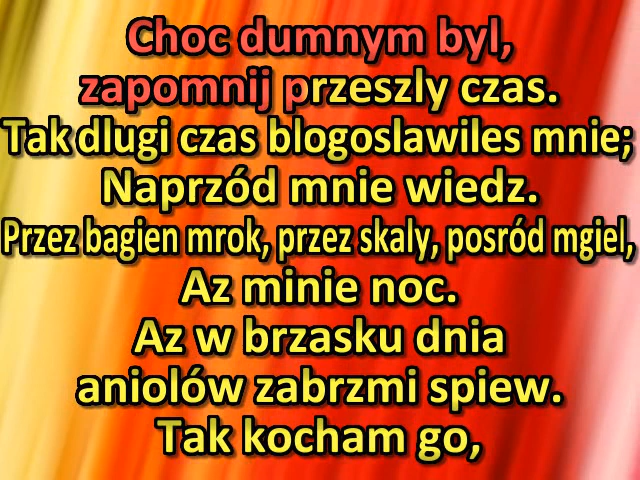 Choc dumnym byl,
zapomnij przeszly czas.
Tak dlugi czas blogoslawiles mnie;
Naprzód mnie wiedz.
Przez bagien mrok, przez skaly, posród mgiel,
Az minie noc.
Az w brzasku dnia
aniolów zabrzmi spiew.
Tak kocham go,